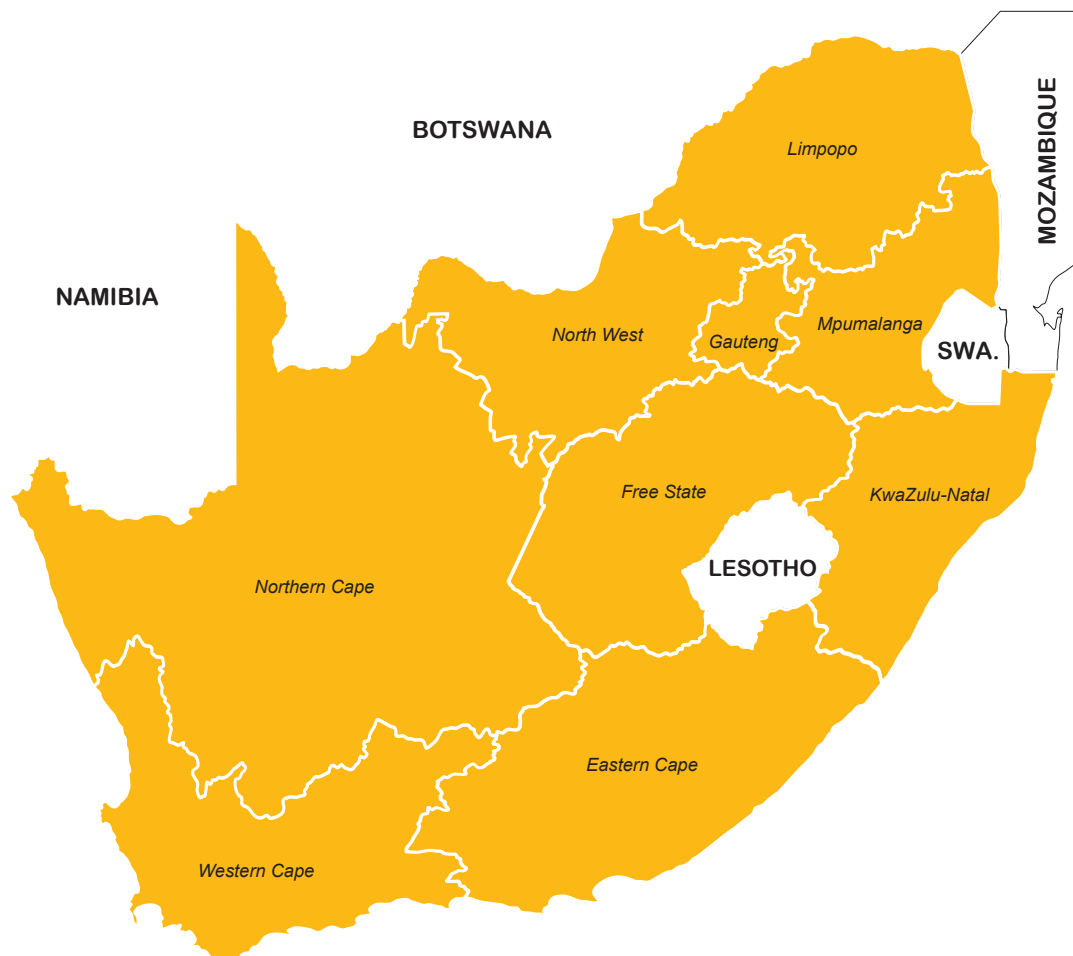 BOTSWANA
Limpopo
MOZAMBIQUE
NAMIBIA
North West
Gauteng
Mpumalanga
SWA.
Free State
KwaZulu-Natal
LESOTHO
Northern Cape
Eastern Cape
Western Cape